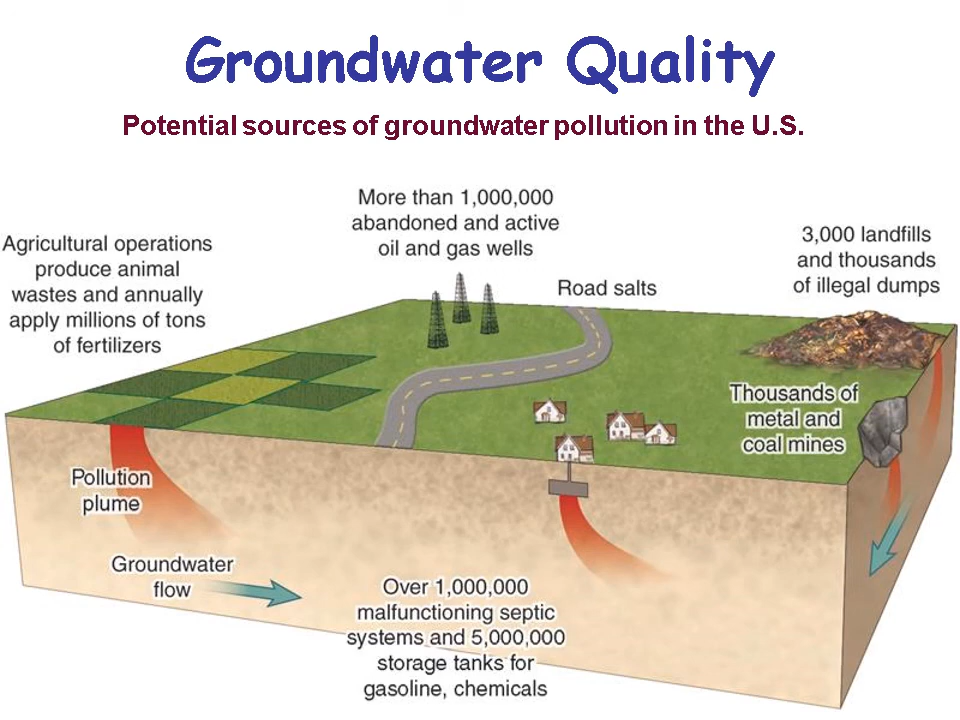 Groundwater Quality
Potential sources of groundwater pollution in the U.S.
More than 1,000,000
abandoned and active
oil and gas wells
Agricultural operations
produce animal
wastes and annually
apply millions of tons
of fertilizers
Road salts
3,000 landfills
and thousands
of illegal dumps
Thousands of
metal and
coal mines
Pollution
plume
Groundwater
flow
Over 1,000,000
malfunctioning septic
systems and 5,000,000
storage tanks for
gasoline, chemicals